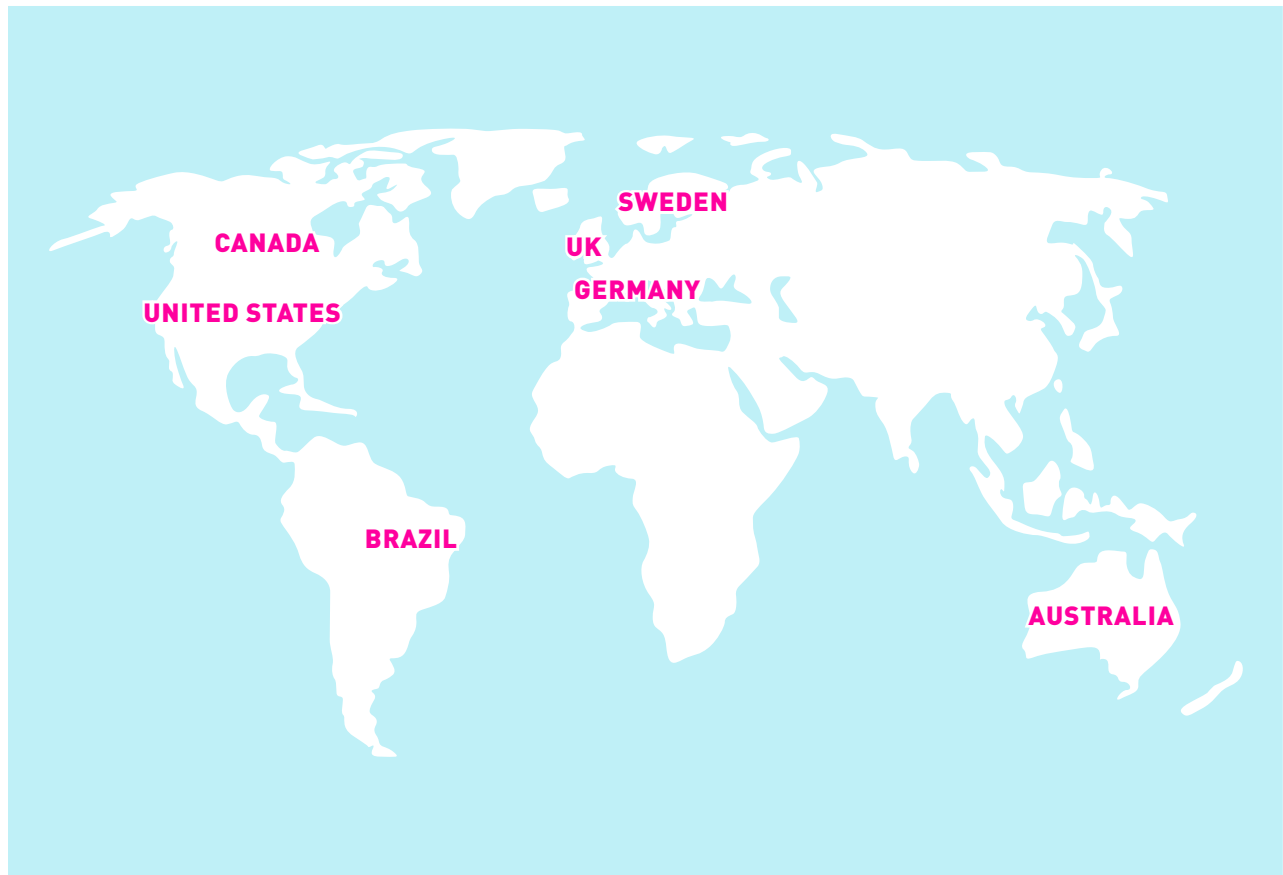 SWEDEN
CANADA
UK
GERMANY
UNITED STATES
BRAZIL
AUSTRALIA